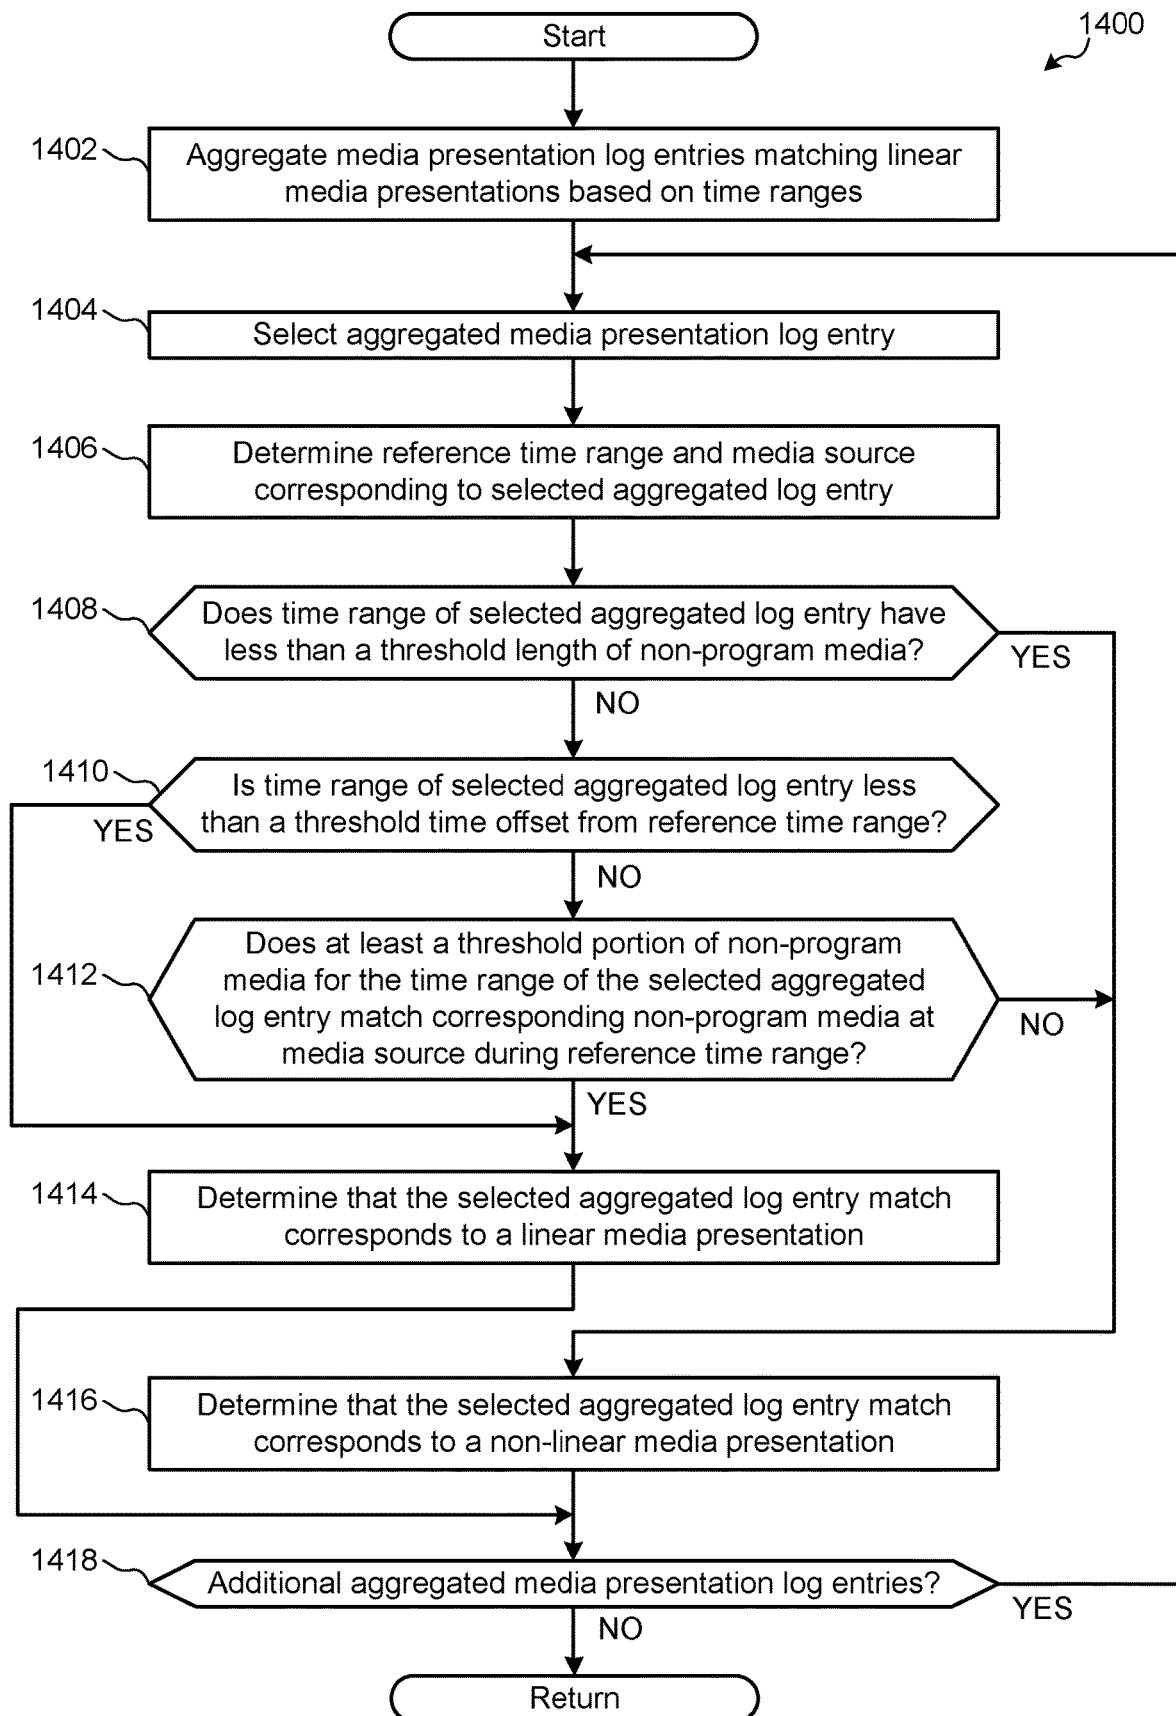 Start
1400
1402
Aggregate media presentation log entries matching linear
media presentations based on time ranges
1404
Select aggregated media presentation log entry
1406
Determine reference time range and media source
corresponding to selected aggregated log entry
1408
Does time range of selected aggregated log entry have
less than a threshold length of non-program media?
YES
NO
1410
Is time range of selected aggregated log entry less
than a threshold time offset from reference time range?
YES
NO
1412
Does at least a threshold portion of non-program
media for the time range of the selected aggregated
log entry match corresponding non-program media at
media source during reference time range?
NO
YES
1414
Determine that the selected aggregated log entry match
corresponds to a linear media presentation
1416
Determine that the selected aggregated log entry match
corresponds to a non-linear media presentation
1418
Additional aggregated media presentation log entries?
YES
NO
Return